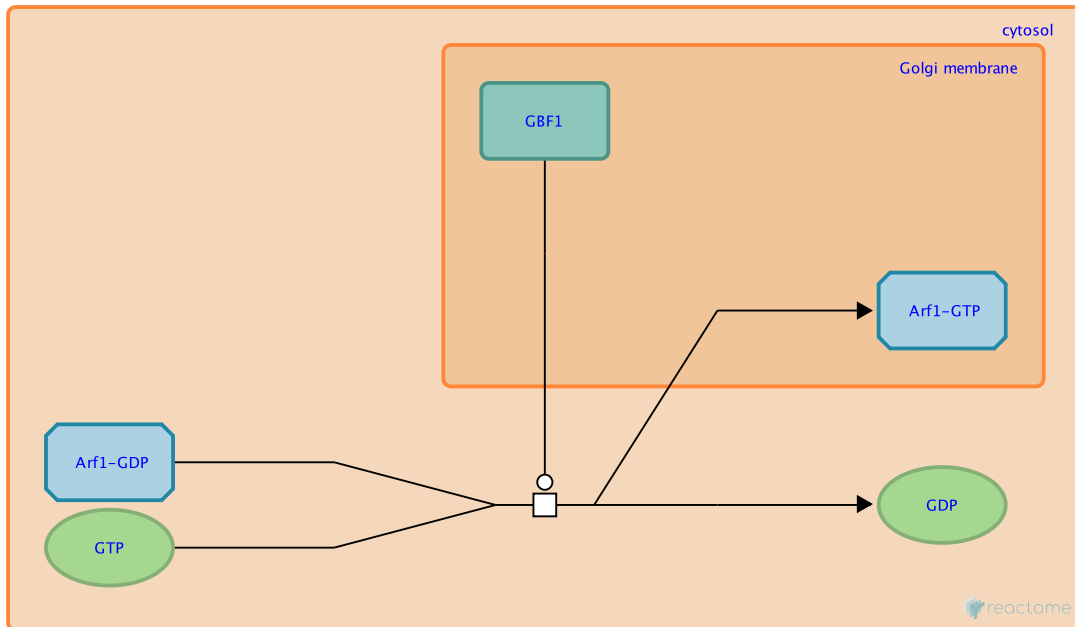 cytosol
Golgi membrane
GBF1
Arf1-GTP
Arf1-GDP
GDP
GTP
reactome